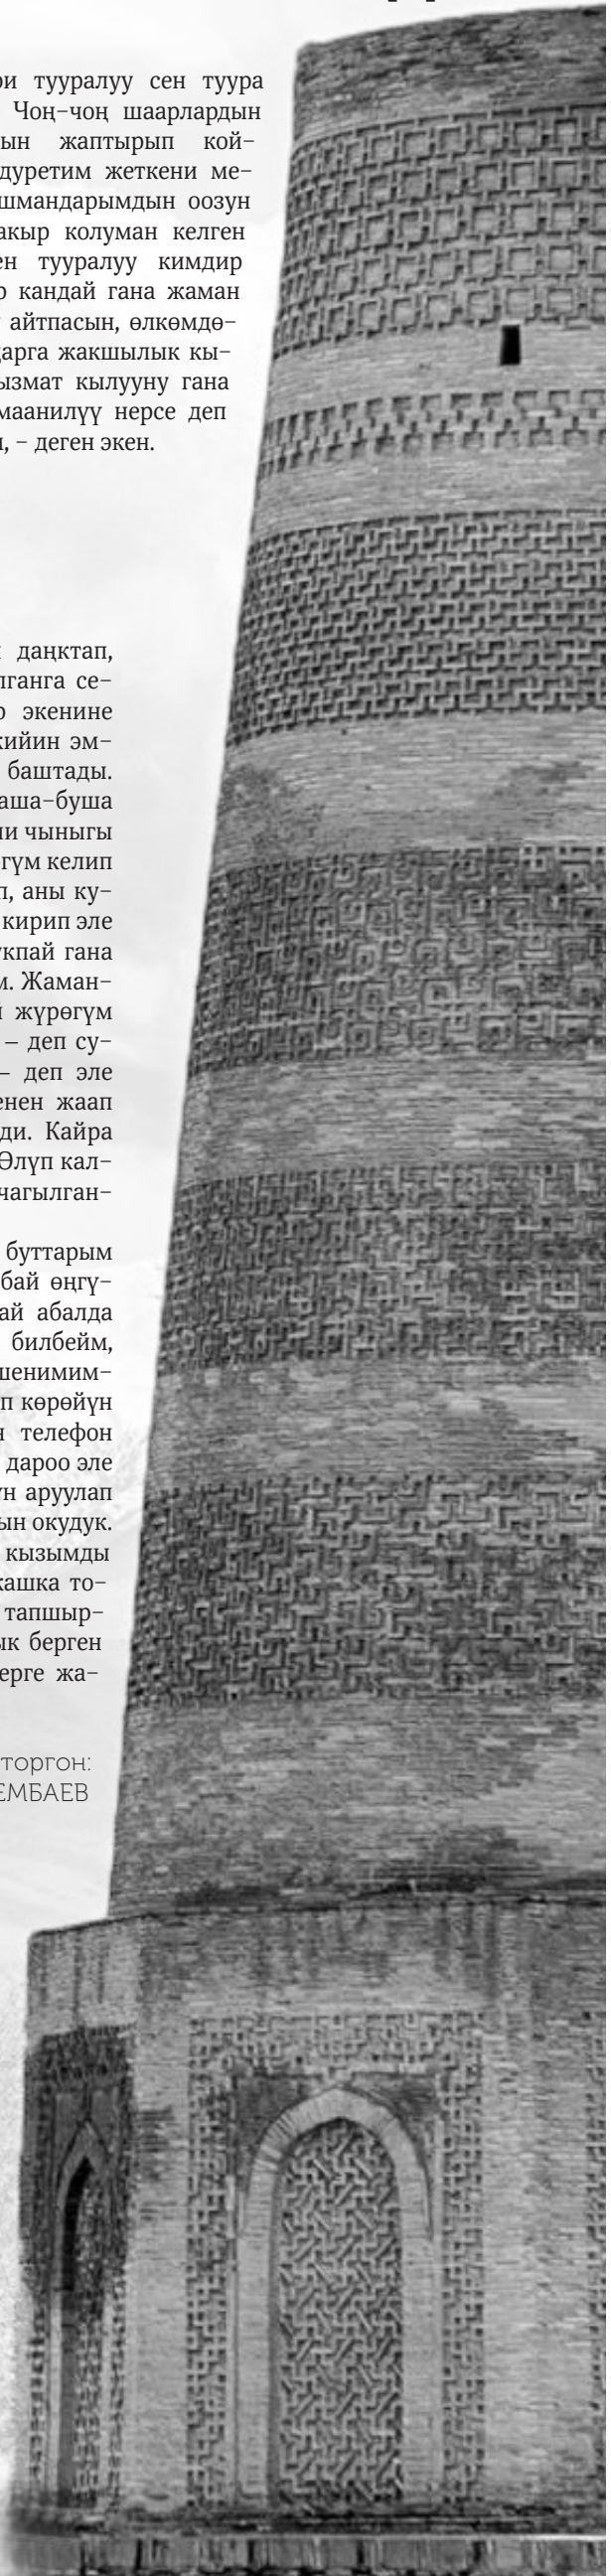 ри тууралуу сен туура
Чоң-чоң шаарлардын
ын жаптырып кой-
дуретим жеткени ме-
шмандарымдын оозун
акыр колуман келген
ен тууралуу кимдир
р кандай гана жаман
айтпасын, өлкөмдө-
дарга жакшылык кы-
ызмат кылууну гана
маанилүү нерсе деп
, – деген экен.
даңктап,
лганга се-
р экенине
кийин эм-
баштады.
аша-буша
чыныгы
гүм келип
п, аны ку-
кирип эле
кпай гана
м. Жаман-
жүрөгүм
– деп су-
– деп эле
енен жаап
ди. Кайра
Өлүп кал-
чагылган-
буттарым
бай өңгү-
ай абалда
билбейм,
шенимим-
п көрөйүн
телефон
дароо эле
н аруулап
ын окудук.
кызымды
кашка то-
тапшыр-
ык берген
ерге жа-
торгон:
ЕМБАЕВ